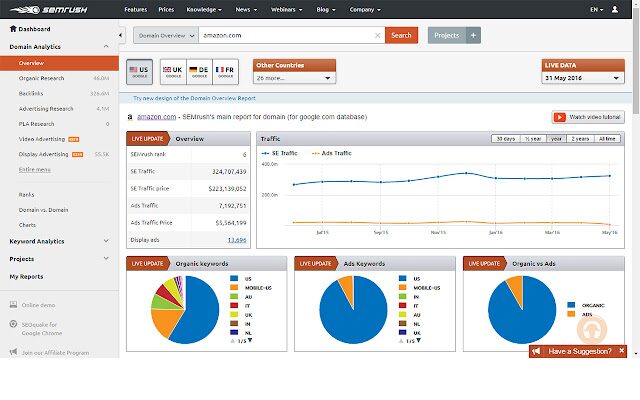 SEMRUSH
Features Prices Knowledge News Webinars Blog Company EN
Dashboard
Domain Analytics
Overview
Organic Research 46.0M
Backlinks 326.6M
Advertising Research 4.1M
PLA Research 0
Video Advertising BETA
Display Advertising BETA 55.5K
Entire menu
Ranks
Domain vs. Domain
Charts
Keyword Analytics
Projects
My Reports
Online demo
SEOquake for
Google Chrome
Join our Affiliate Program
Domain Overview amazon.com × Search Projects +
US GOOGLE
UK GOOGLE
DE GOOGLE
FR GOOGLE
Other Countries
26 more...
LIVE DATA
31 May 2016
Try new design of the Domain Overview Report.
a amazon.com - SEMrush's main report for domain (for google.com database)
Watch video tutorial
LIVE UPDATE Overview
SEMrush rank 6
SE Traffic 324,707,439
SE Traffic price $223,139,052
Ads Traffic 7,192,751
Ads Traffic Price $5,564,199
Display ads 13,696
Traffic
30 days ½ year year 2 years All time
SE Traffic Ads Traffic
400.0m
200.0m
Jul'15 Sep'15 Nov'15 Jan'16 Mar'16 May'16
LIVE UPDATE Organic keywords
US
MOBILE-US
AU
IT
UK
IN
NL
1/5
LIVE UPDATE Ads Keywords
US
MOBILE-US
IN
IT
AU
NL
UK
1/5
LIVE UPDATE Organic vs Ads
ORGANIC
ADS
Have a Suggestion? ×